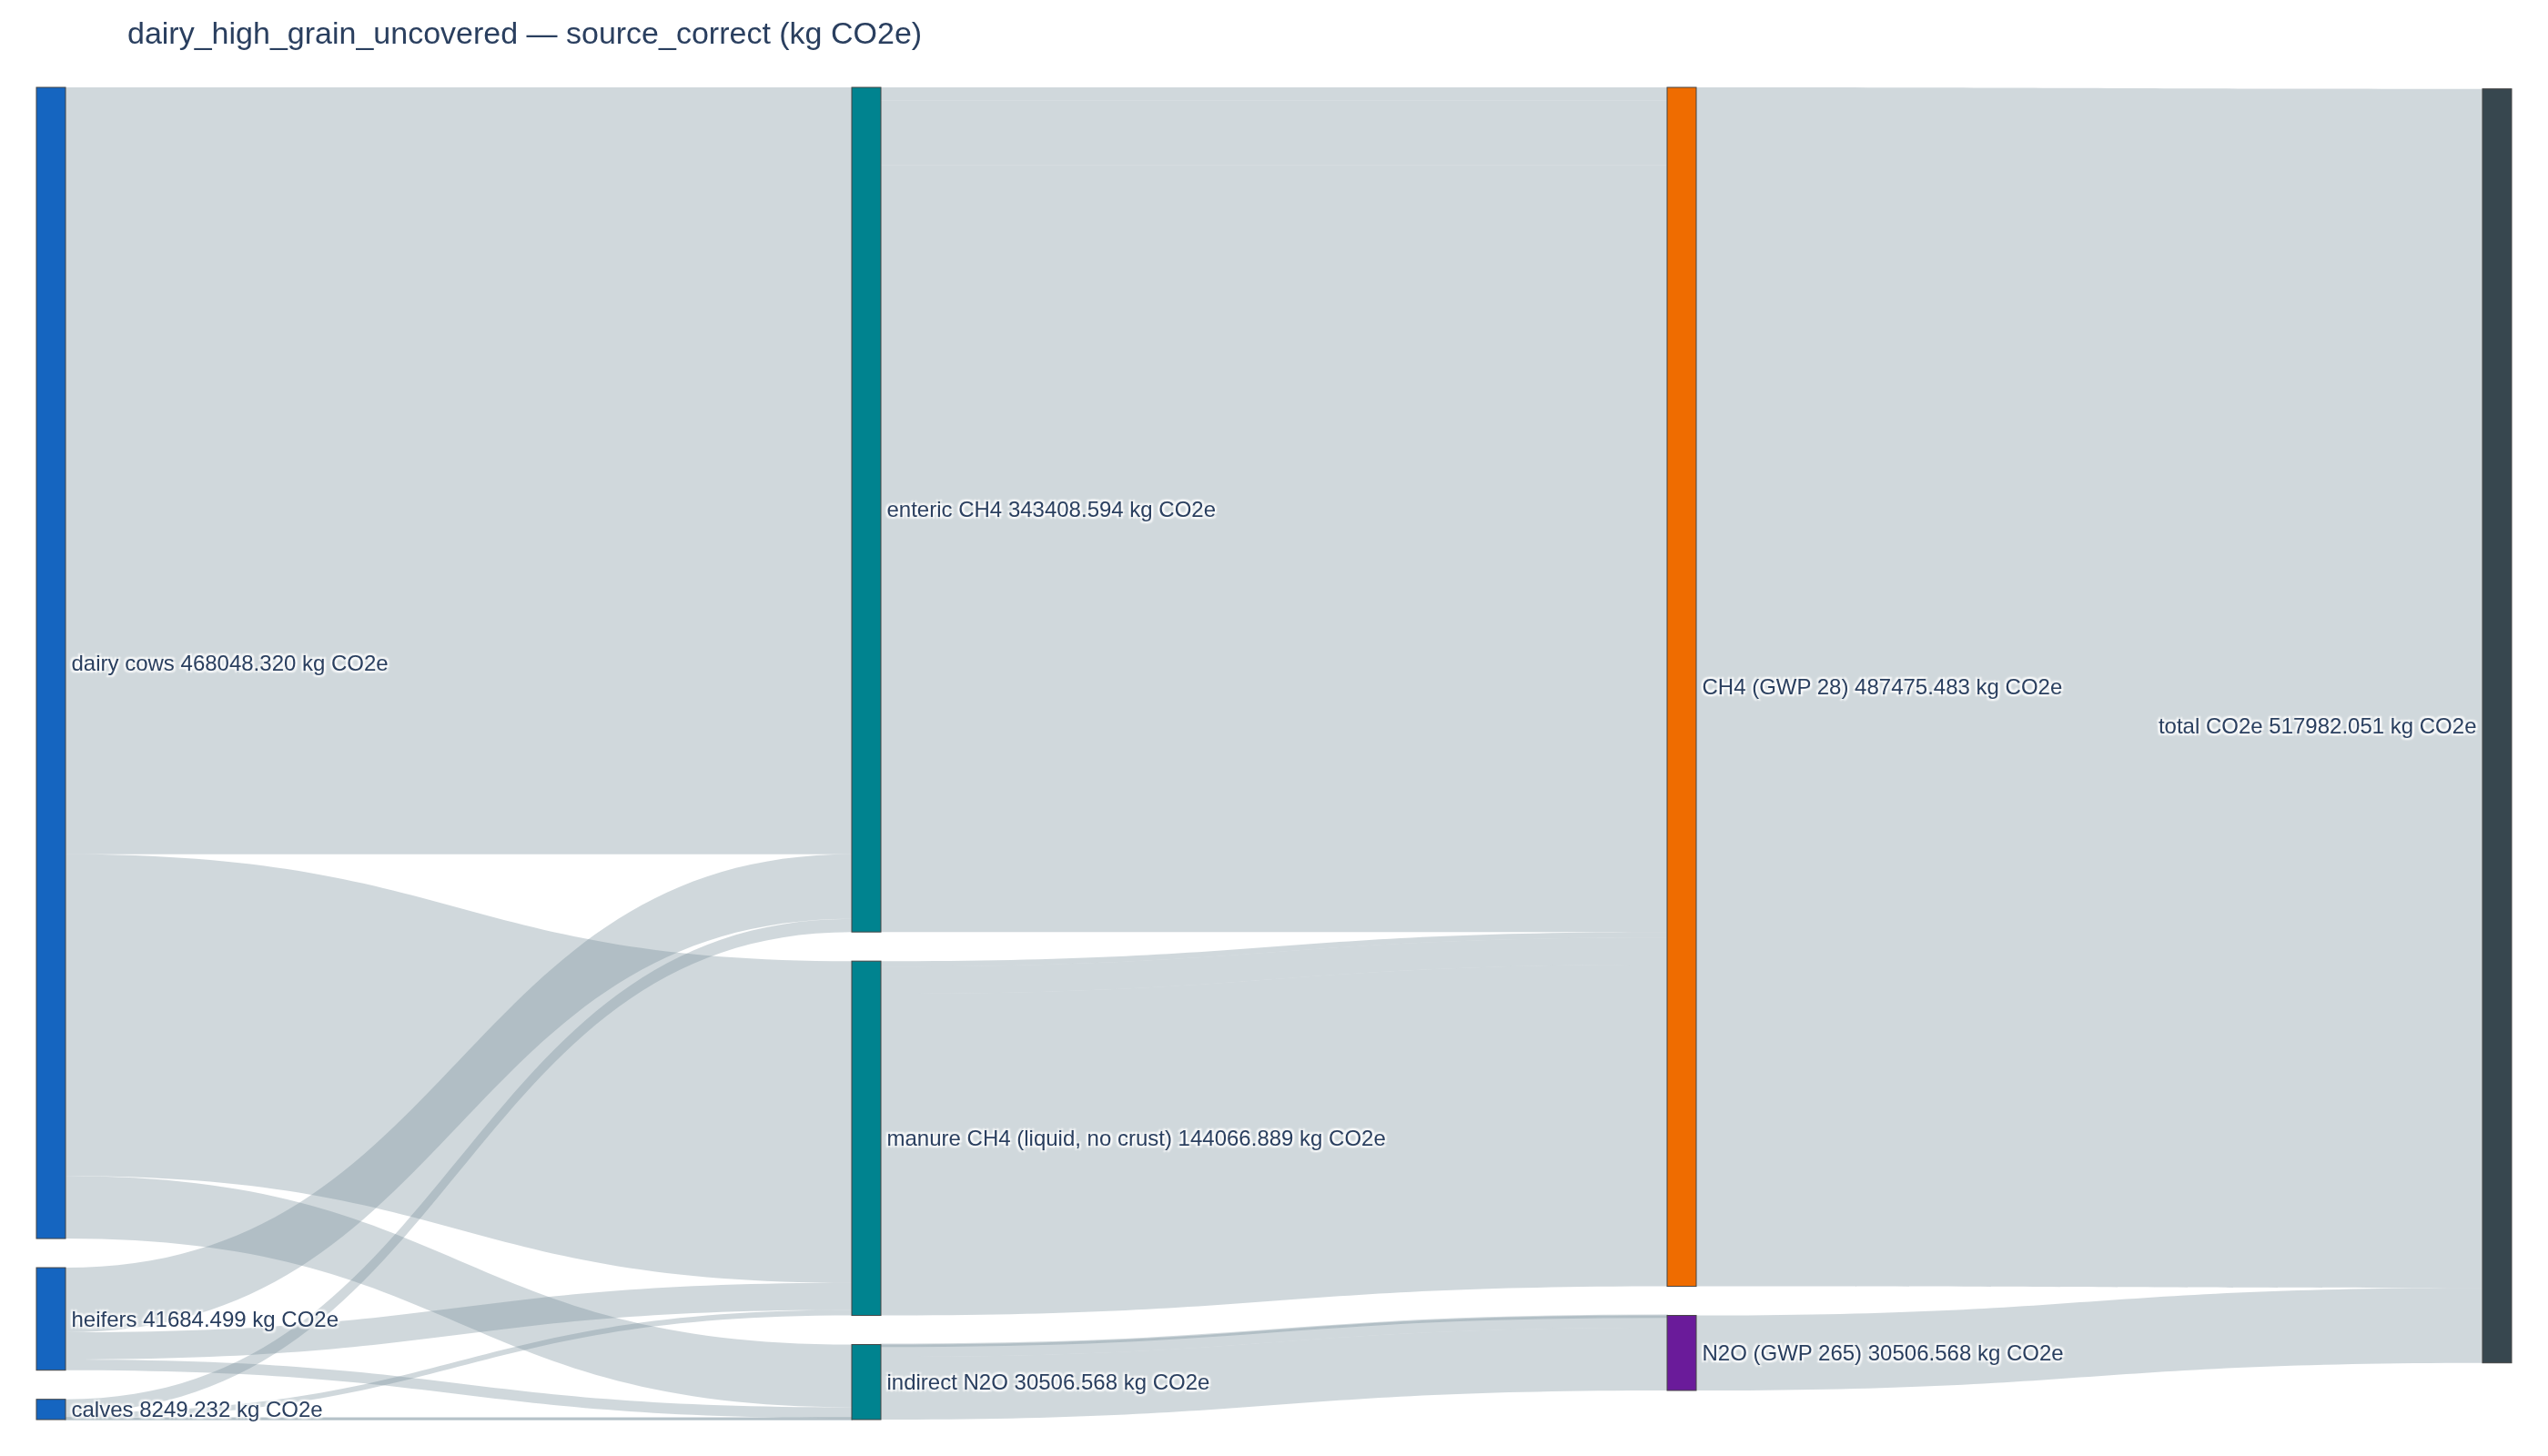 dairy_high_grain_uncovered — source_correct (kg CO2e)
enteric CH4 343408.594 kg CO2e
dairy cows 468048.320 kg CO2e
CH4 (GWP 28) 487475.483 kg CO2e
total CO2e 517982.051 kg CO2e
manure CH4 (liquid, no crust) 144066.889 kg CO2e
heifers 41684.499 kg CO2e
N2O (GWP 265) 30506.568 kg CO2e
indirect N2O 30506.568 kg CO2e
calves 8249.232 kg CO2e